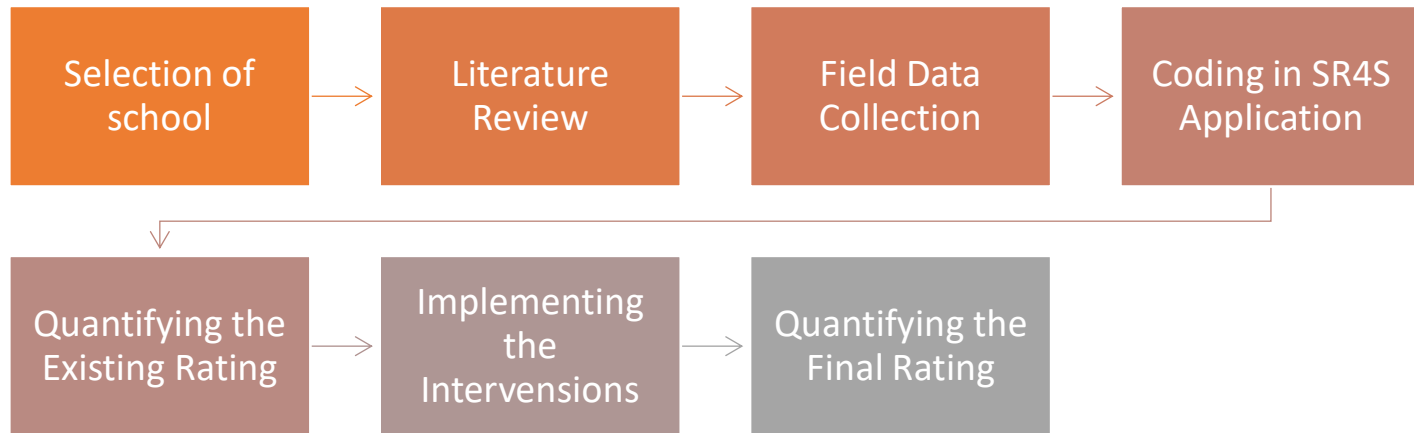 Selection of
school
Literature
Review
Field Data
Collection
Coding in SR4S
Application
Quantifying the
Existing Rating
Implementing
the
Intervensions
Quantifying the
Final Rating